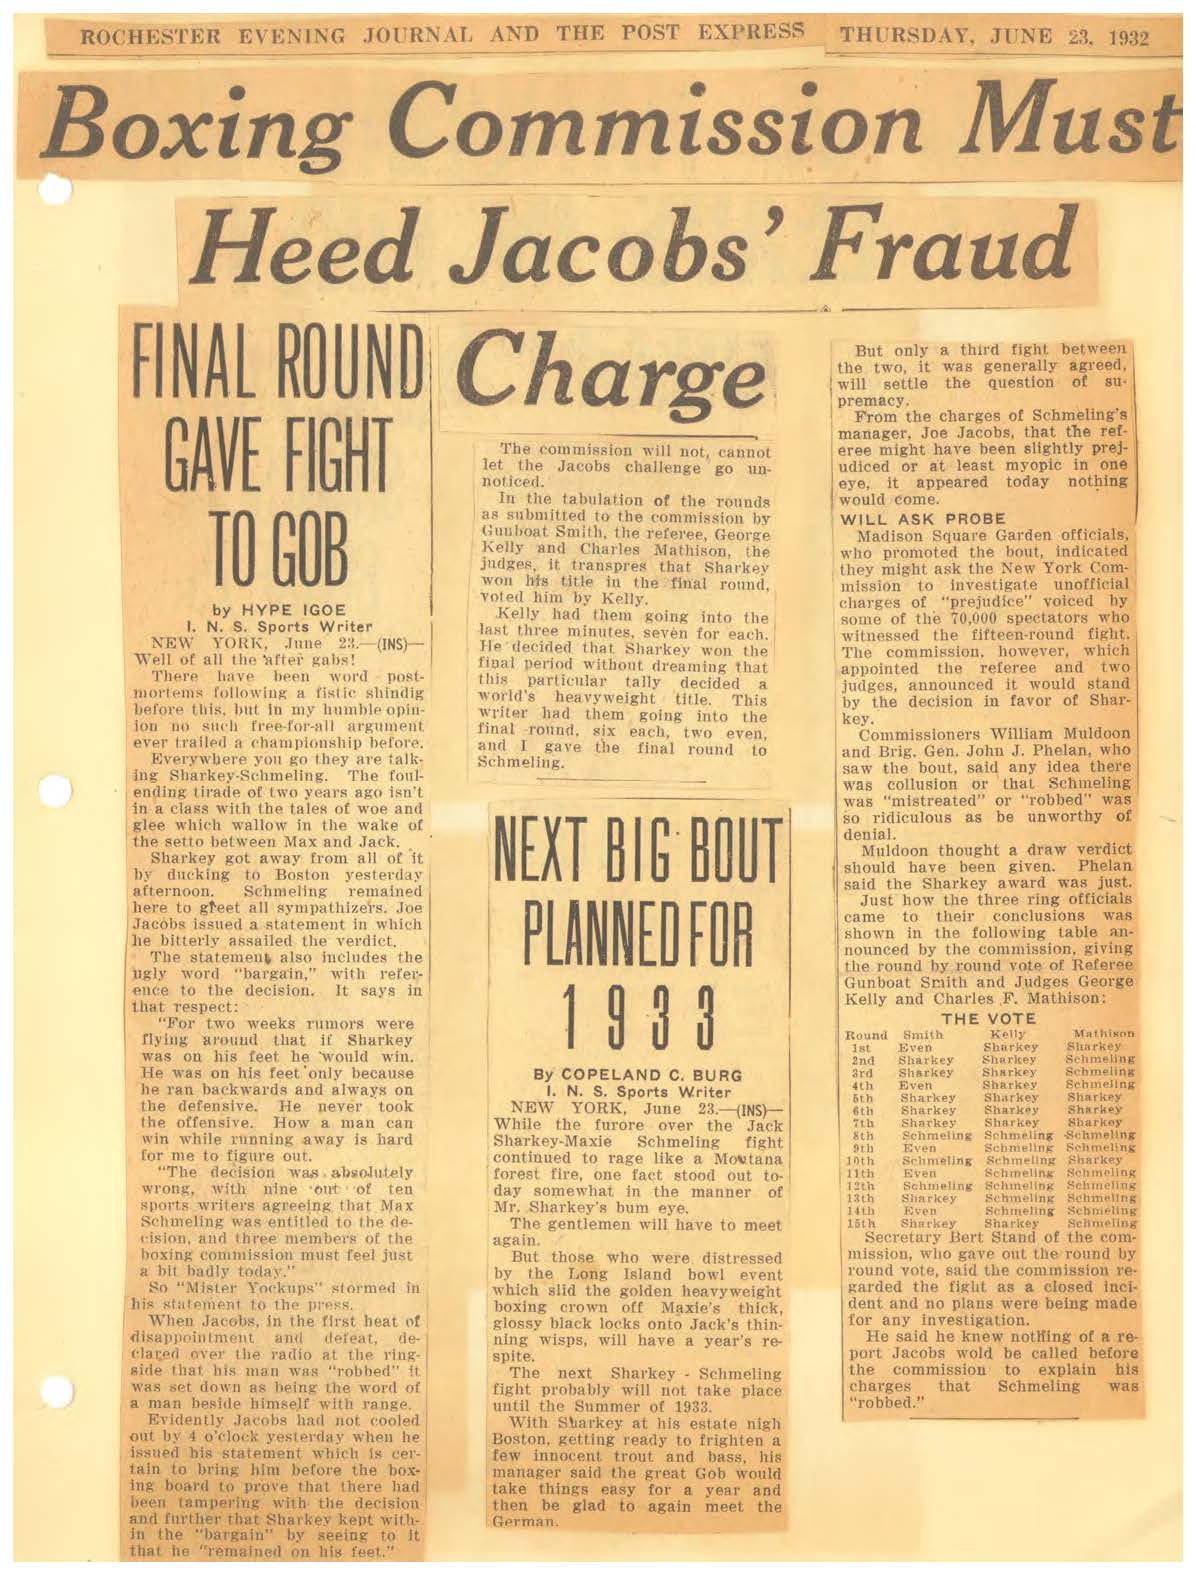 ROCHESTER EVENING JOURNAL AND THE POST EXPRESS THURSDAY, JUNE 23, 1932
Boxing Commission Must
Heed Jacobs' Fraud
Charge
FINAL ROUND
GAVE FIGHT
TO GOB
by HYPE IGOE
I. N. S. Sports Writer
NEW YORK, June 23.—(INS)—
Well of all the after gabs!
There have been word post-
mortems following a fistic shindig
before this, but in my humble opin-
ion no such free-for-all argument
ever trailed a championship before.
Everywhere you go they are talk-
ing Sharkey-Schmeling. The foul-
ending tirade of two years ago isn't
in a class with the tales of woe and
glee which wallow in the wake of
the setto between Max and Jack.
Sharkey got away from all of it
by ducking to Boston yesterday
afternoon. Schmeling remained
here to greet all sympathizers. Joe
Jacobs issued a statement in which
he bitterly assailed the verdict.
The statement also includes the
ugly word "bargain," with refer-
ence to the decision. It says in
that respect:
"For two weeks rumors were
flying around that if Sharkey
was on his feet he would win.
He was on his feet only because
he ran backwards and always on
the defensive. He never took
the offensive. How a man can
win while running away is hard
for me to figure out.
"The decision was absolutely
wrong, with nine out of ten
sports writers agreeing that Max
Schmeling was entitled to the de-
cision, and three members of the
boxing commission must feel just
a bit badly today."
So "Mister Yockups" stormed in
his statement to the press.
When Jacobs, in the first heat of
disappointment and defeat, de-
clared over the radio at the ring-
side that his man was "robbed" it
was set down as being the word of
a man beside himself with range.
Evidently Jacobs had not cooled
out by 4 o'clock yesterday when he
issued his statement which is cer-
tain to bring him before the box-
ing board to prove that there had
been tampering with the decision
and further that Sharkey kept with-
in the "bargain" by seeing to it
that he "remained on his feet."
The commission will not, cannot
let the Jacobs challenge go un-
noticed.
In the tabulation of the rounds
as submitted to the commission by
Gunboat Smith, the referee, George
Kelly and Charles Mathison, the
judges, it transpres that Sharkey
won his title in the final round,
voted him by Kelly.
Kelly had them going into the
last three minutes, seven for each.
He decided that Sharkey won the
final period without dreaming that
this particular tally decided a
world's heavyweight title. This
writer had them going into the
final round, six each, two even,
and I gave the final round to
Schmeling.
NEXT BIG BOUT
PLANNED FOR
1933
By COPELAND C. BURG
I. N. S. Sports Writer
NEW YORK, June 23.—(INS)—
While the furore over the Jack
Sharkey-Maxie Schmeling fight
continued to rage like a Montana
forest fire, one fact stood out to-
day somewhat in the manner of
Mr. Sharkey's bum eye.
The gentlemen will have to meet
again.
But those who were distressed
by the Long Island bowl event
which slid the golden heavyweight
boxing crown off Maxie's thick,
glossy black locks onto Jack's thin-
ning wisps, will have a year's re-
spite.
The next Sharkey - Schmeling
fight probably will not take place
until the Summer of 1933.
With Sharkey at his estate nigh
Boston, getting ready to frighten a
few innocent trout and bass, his
manager said the great Gob would
take things easy for a year and
then be glad to again meet the
German.
But only a third fight between
the two, it was generally agreed,
will settle the question of su-
premacy.
From the charges of Schmeling's
manager, Joe Jacobs, that the ref-
eree might have been slightly prej-
udiced or at least myopic in one
eye, it appeared today nothing
would come.
WILL ASK PROBE
Madison Square Garden officials,
who promoted the bout, indicated
they might ask the New York Com-
mission to investigate unofficial
charges of "prejudice" voiced by
some of the 70,000 spectators who
witnessed the fifteen-round fight.
The commission, however, which
appointed the referee and two
judges, announced it would stand
by the decision in favor of Shar-
key.
Commissioners William Muldoon
and Brig. Gen. John J. Phelan, who
saw the bout, said any idea there
was collusion or that Schmeling
was "mistreated" or "robbed" was
so ridiculous as be unworthy of
denial.
Muldoon thought a draw verdict
should have been given. Phelan
said the Sharkey award was just.
Just how the three ring officials
came to their conclusions was
shown in the following table an-
nounced by the commission, giving
the round by round vote of Referee
Gunboat Smith and Judges George
Kelly and Charles F. Mathison:
THE VOTE
Round Smith Kelly Mathison
1st Even Sharkey Sharkey
2nd Sharkey Sharkey Schmeling
3rd Sharkey Sharkey Schmeling
4th Even Sharkey Schmeling
5th Sharkey Sharkey Sharkey
6th Sharkey Sharkey Sharkey
7th Sharkey Sharkey Sharkey
8th Schmeling Schmeling Schmeling
9th Even Schmeling Schmeling
10th Schmeling Schmeling Sharkey
11th Even Schmeling Schmeling
12th Schmeling Schmeling Schmeling
13th Sharkey Schmeling Schmeling
14th Even Schmeling Schmeling
15th Sharkey Sharkey Schmeling
Secretary Bert Stand of the com-
mission, who gave out the round by
round vote, said the commission re-
garded the fight as a closed inci-
dent and no plans were being made
for any investigation.
He said he knew nothing of a re-
port Jacobs wold be called before
the commission to explain his
charges that Schmeling was
"robbed."